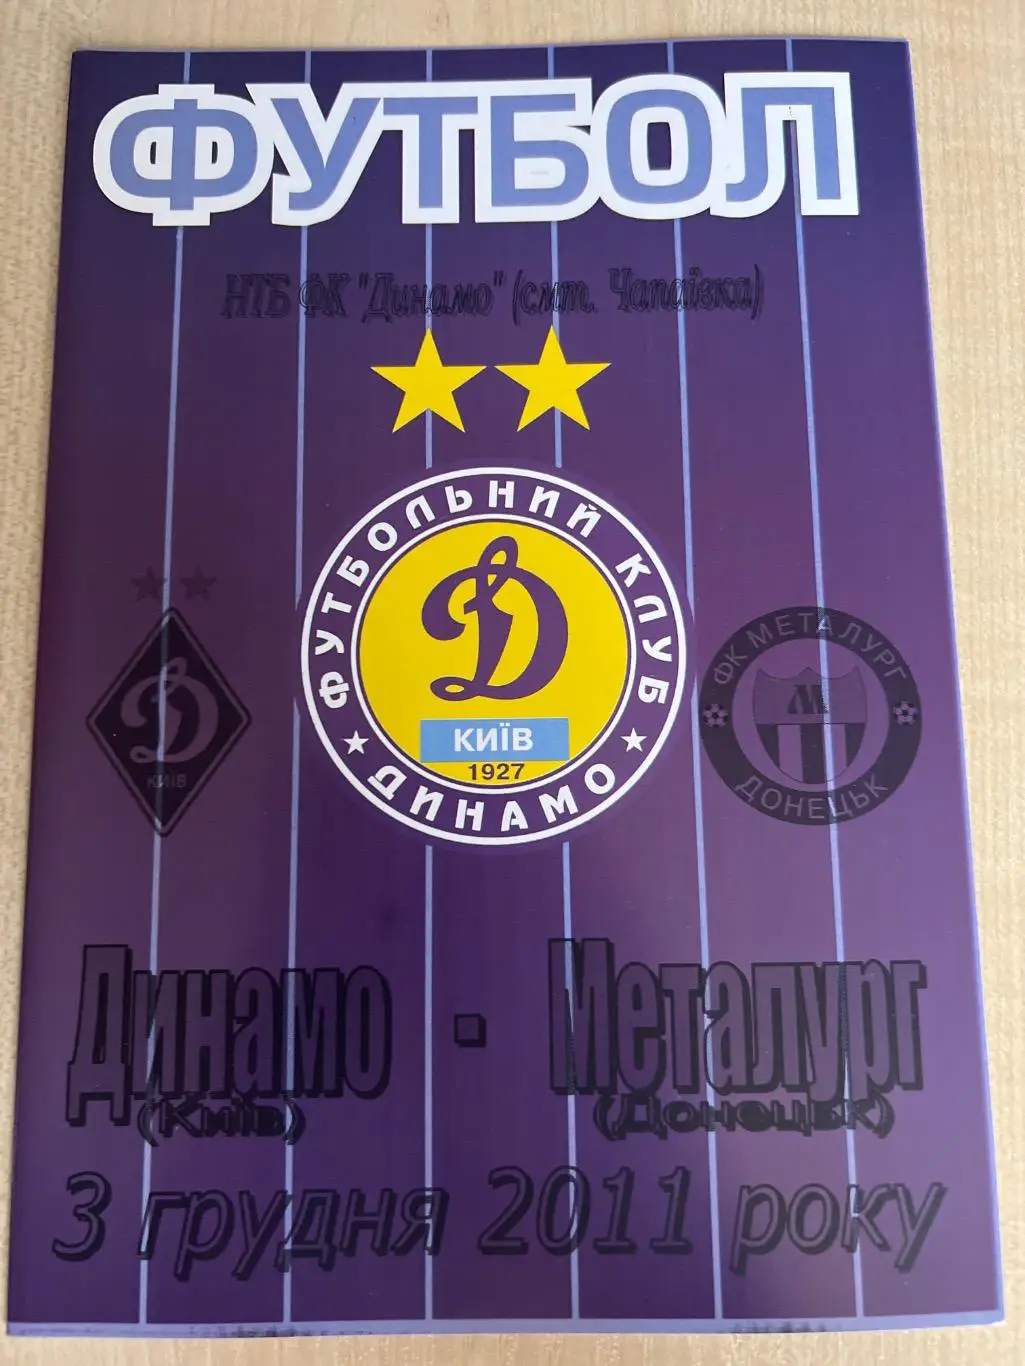 ФУТБОЛ
НТБ ФК "Динамо" (смт. Чапаївка)
ФУТБОЛЬНИЙ КЛУБ
Д
КИЇВ
1927
ДИНАМО
Д
КИЇВ
ФК МЕТАЛУРГ
М
ДОНЕЦЬК
Динамо - Металург
(Київ) (Донецьк)
3 грудня 2011 року